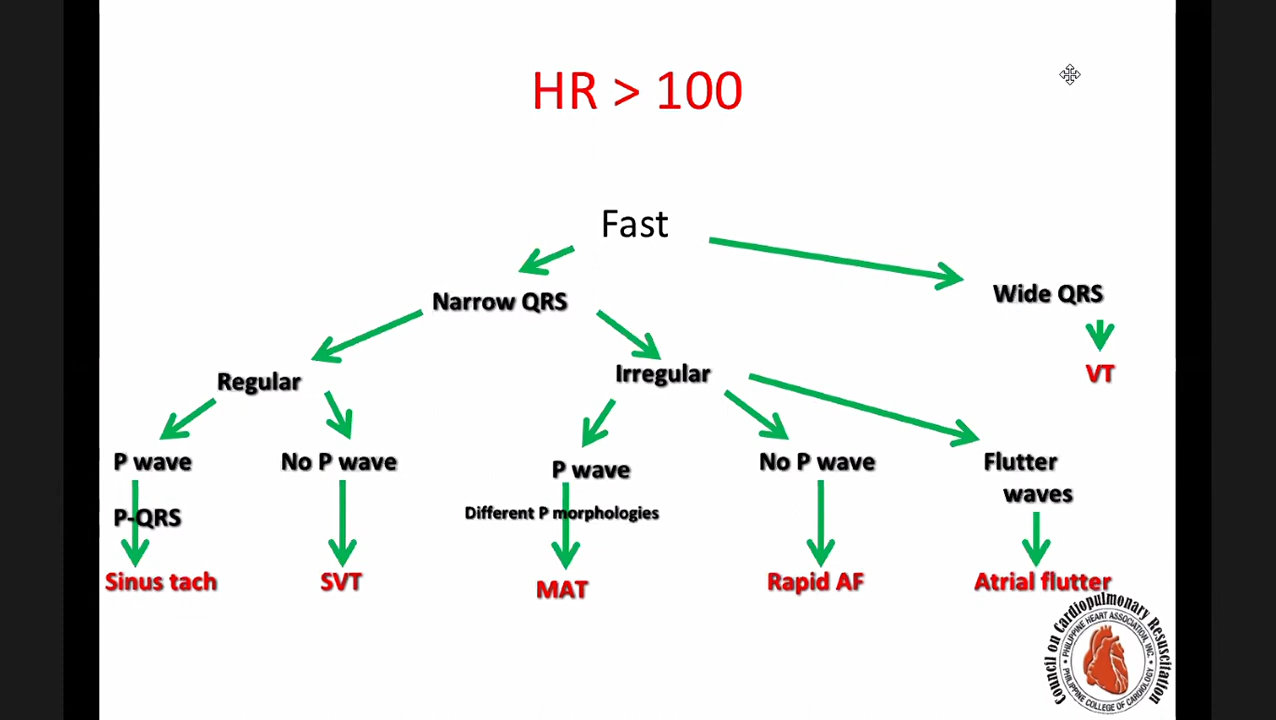 HR > 100
Fast
Narrow QRS
Wide QRS
VT
Regular
Irregular
P wave
No P wave
P wave
No P wave
Flutter
waves
P-QRS
Different P morphologies
Sinus tach
SVT
MAT
Rapid AF
Atrial flutter
Council on Cardiopulmonary Resuscitation
PHILIPPINE HEART ASSOCIATION, INC.
PHILIPPINE COLLEGE OF CARDIOLOGY